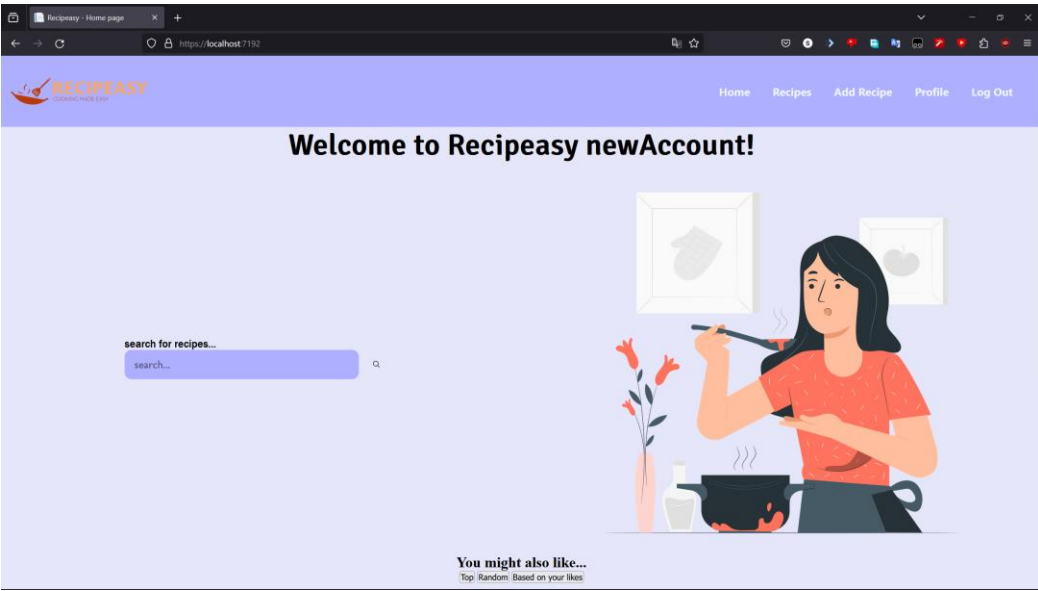 Recipeasy - Home page
https://localhost:7192
RECIPEASY
COOKING MADE EASY
Home Recipes Add Recipe Profile Log Out
Welcome to Recipeasy newAccount!
search for recipes...
search...
You might also like...
Top Random Based on your likes